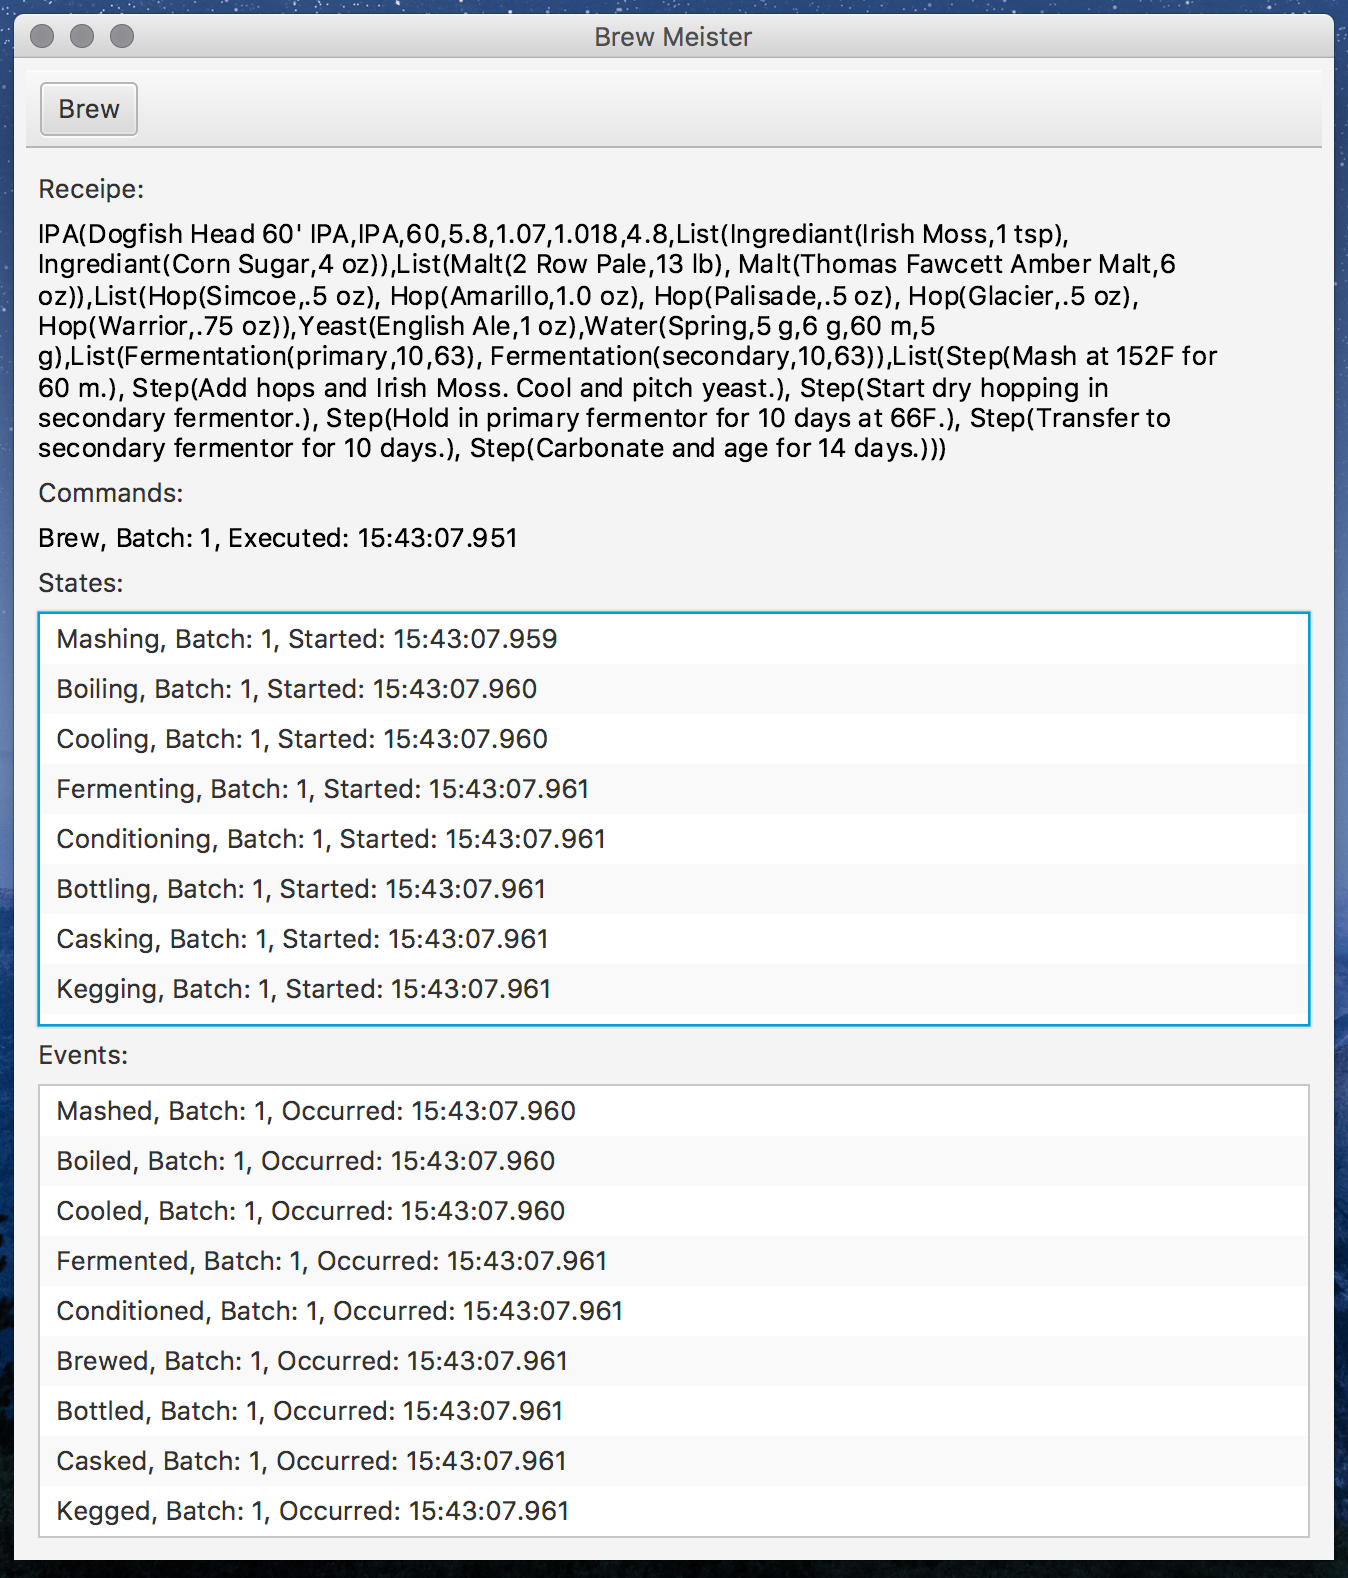 Brew Meister
Brew
Receipe:
IPA(Dogfish Head 60' IPA,IPA,60,5.8,1.07,1.018,4.8,List(Ingrediant(Irish Moss,1 tsp),
Ingrediant(Corn Sugar,4 oz)),List(Malt(2 Row Pale,13 lb), Malt(Thomas Fawcett Amber Malt,6
oz)),List(Hop(Simcoe,.5 oz), Hop(Amarillo,1.0 oz), Hop(Palisade,.5 oz), Hop(Glacier,.5 oz),
Hop(Warrior,.75 oz)),Yeast(English Ale,1 oz),Water(Spring,5 g,6 g,60 m,5
g),List(Fermentation(primary,10,63), Fermentation(secondary,10,63)),List(Step(Mash at 152F for
60 m.), Step(Add hops and Irish Moss. Cool and pitch yeast.), Step(Start dry hopping in
secondary fermentor.), Step(Hold in primary fermentor for 10 days at 66F.), Step(Transfer to
secondary fermentor for 10 days.), Step(Carbonate and age for 14 days.)))
Commands:
Brew, Batch: 1, Executed: 15:43:07.951
States:
Mashing, Batch: 1, Started: 15:43:07.959
Boiling, Batch: 1, Started: 15:43:07.960
Cooling, Batch: 1, Started: 15:43:07.960
Fermenting, Batch: 1, Started: 15:43:07.961
Conditioning, Batch: 1, Started: 15:43:07.961
Bottling, Batch: 1, Started: 15:43:07.961
Casking, Batch: 1, Started: 15:43:07.961
Kegging, Batch: 1, Started: 15:43:07.961
Events:
Mashed, Batch: 1, Occurred: 15:43:07.960
Boiled, Batch: 1, Occurred: 15:43:07.960
Cooled, Batch: 1, Occurred: 15:43:07.960
Fermented, Batch: 1, Occurred: 15:43:07.961
Conditioned, Batch: 1, Occurred: 15:43:07.961
Brewed, Batch: 1, Occurred: 15:43:07.961
Bottled, Batch: 1, Occurred: 15:43:07.961
Casked, Batch: 1, Occurred: 15:43:07.961
Kegged, Batch: 1, Occurred: 15:43:07.961